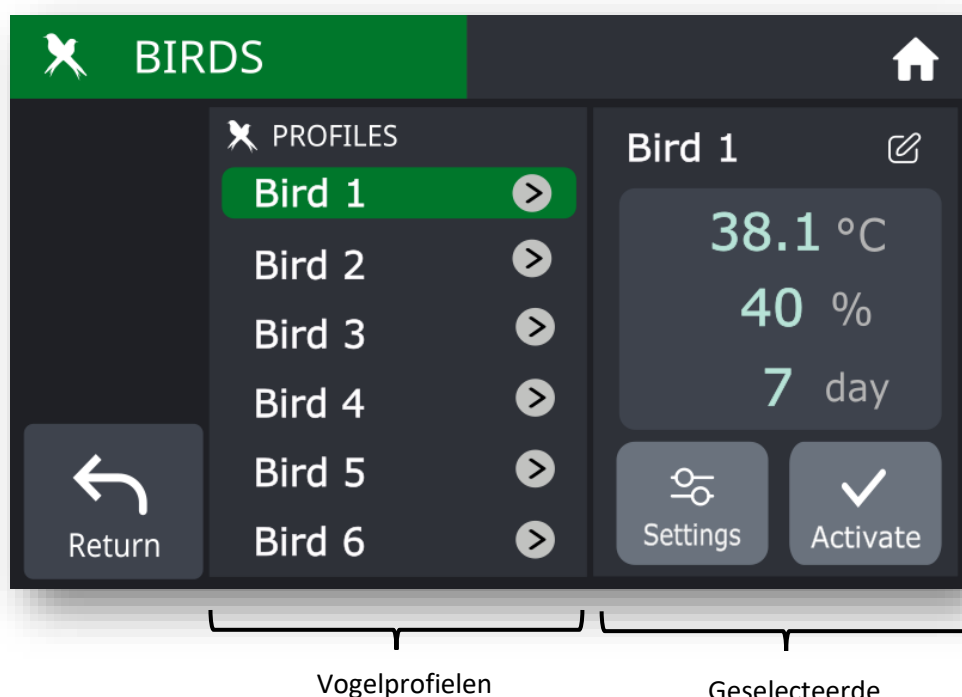 BIRDS
PROFILES
Bird 1
Bird 2
Bird 3
Bird 4
Bird 5
Bird 6
Return
Bird 1
38.1 °C
40 %
7 day
Settings
Activate
Vogelprofielen
Geselecteerde